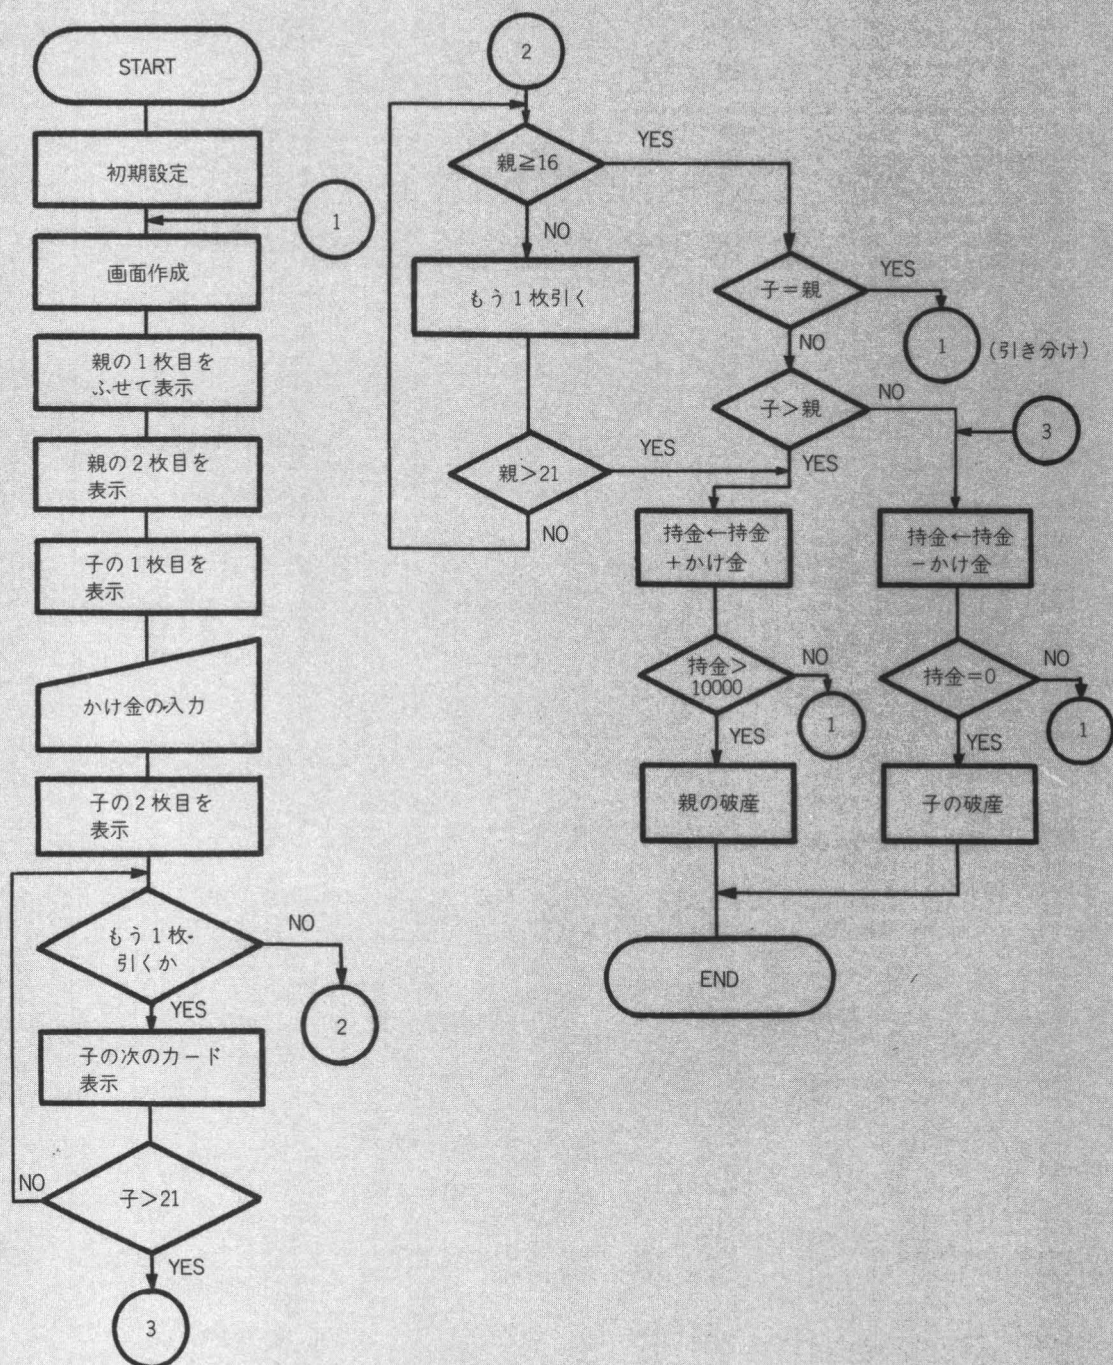 START
初期設定
1
画面作成
親の1枚目を
ふせて表示
親の2枚目を
表示
子の1枚目を
表示
かけ金の入力
子の2枚目を
表示
もう1枚
引くか
NO
2
YES
子の次のカード
表示
子>21
NO
YES
3
2
親≧16
YES
NO
もう1枚引く
親>21
YES
NO
子=親
YES
1
(引き分け)
NO
子>親
NO
3
YES
持金←持金
+かけ金
持金>
10000
NO
1
YES
親の破産
持金←持金
-かけ金
持金=0
NO
1
YES
子の破産
END